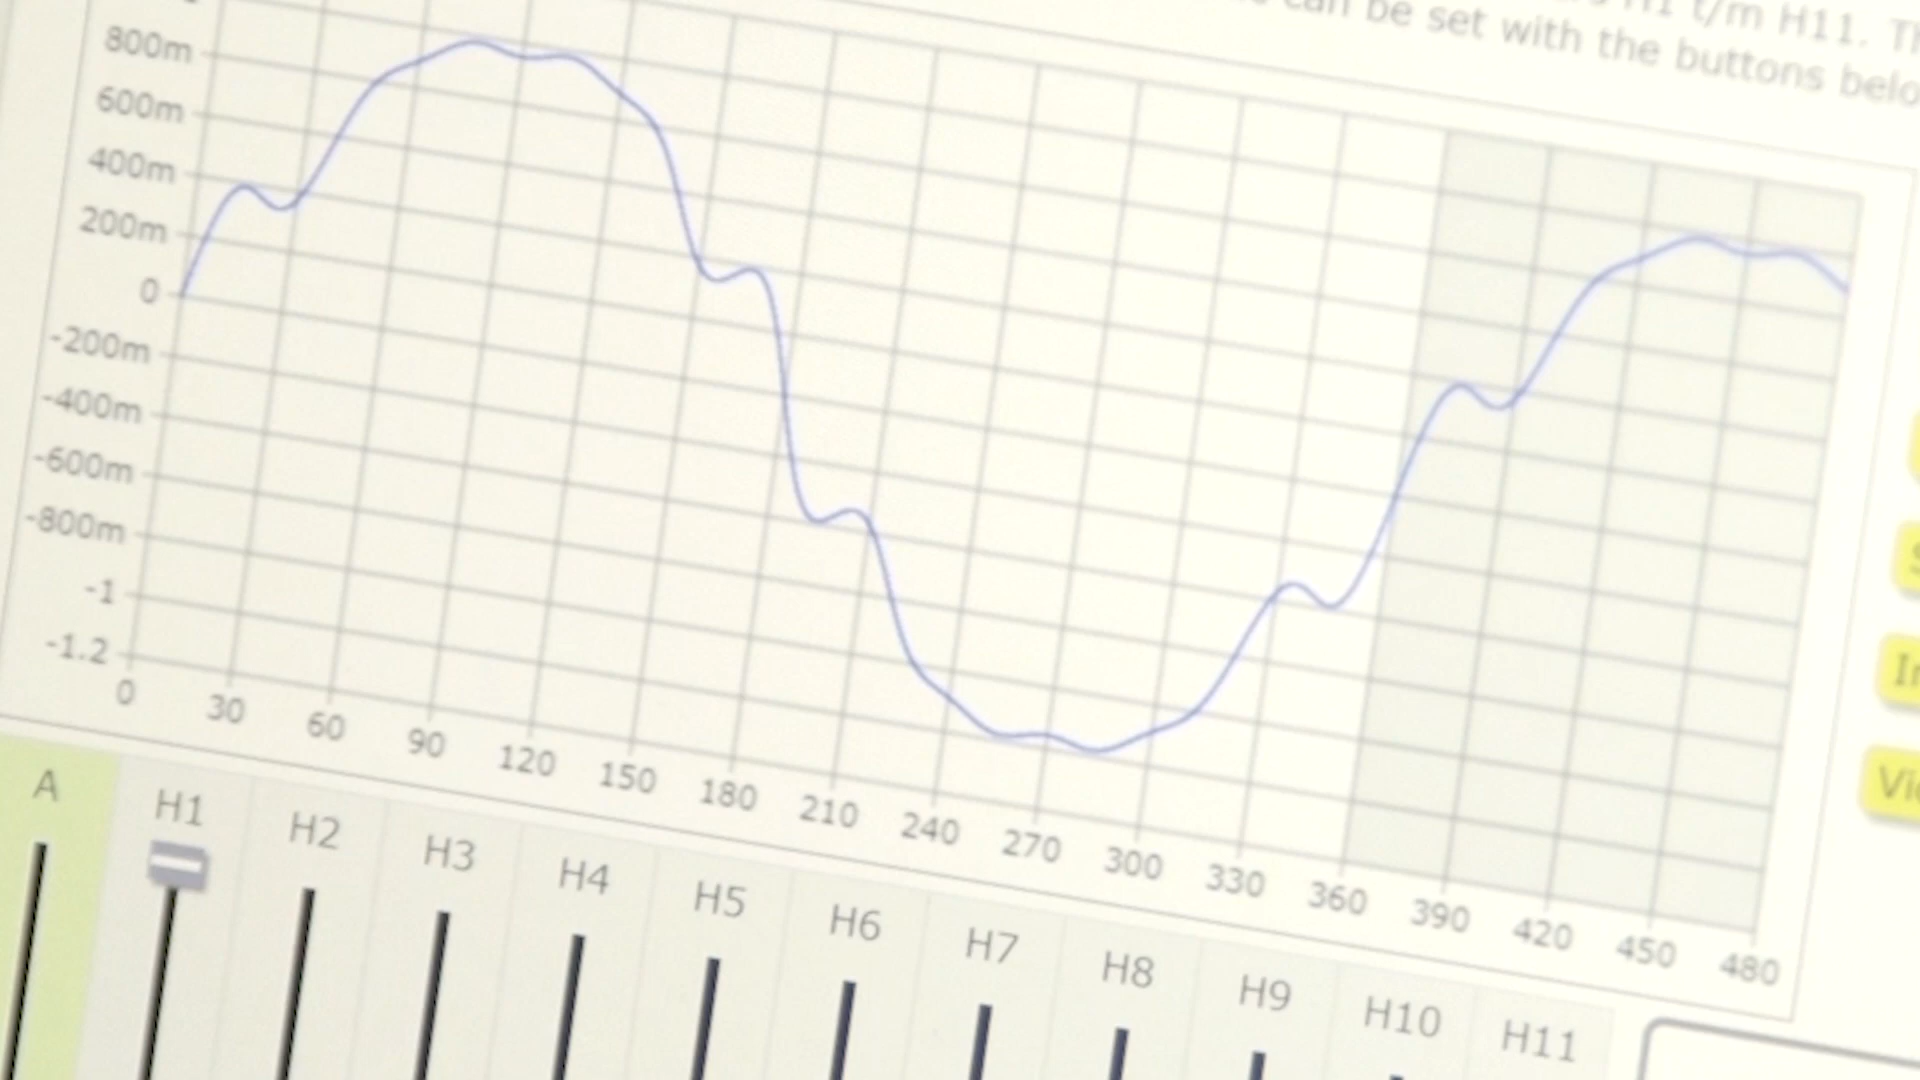 t/m H11.
can be set with the buttons
800m
600m
400m
200m
0
-200m
-400m
-600m
-800m
-1
-1.2
0 30 60 90 120 150 180 210 240 270 300 330 360 390 420 450 480
A H1 H2 H3 H4 H5 H6 H7 H8 H9 H10 H11